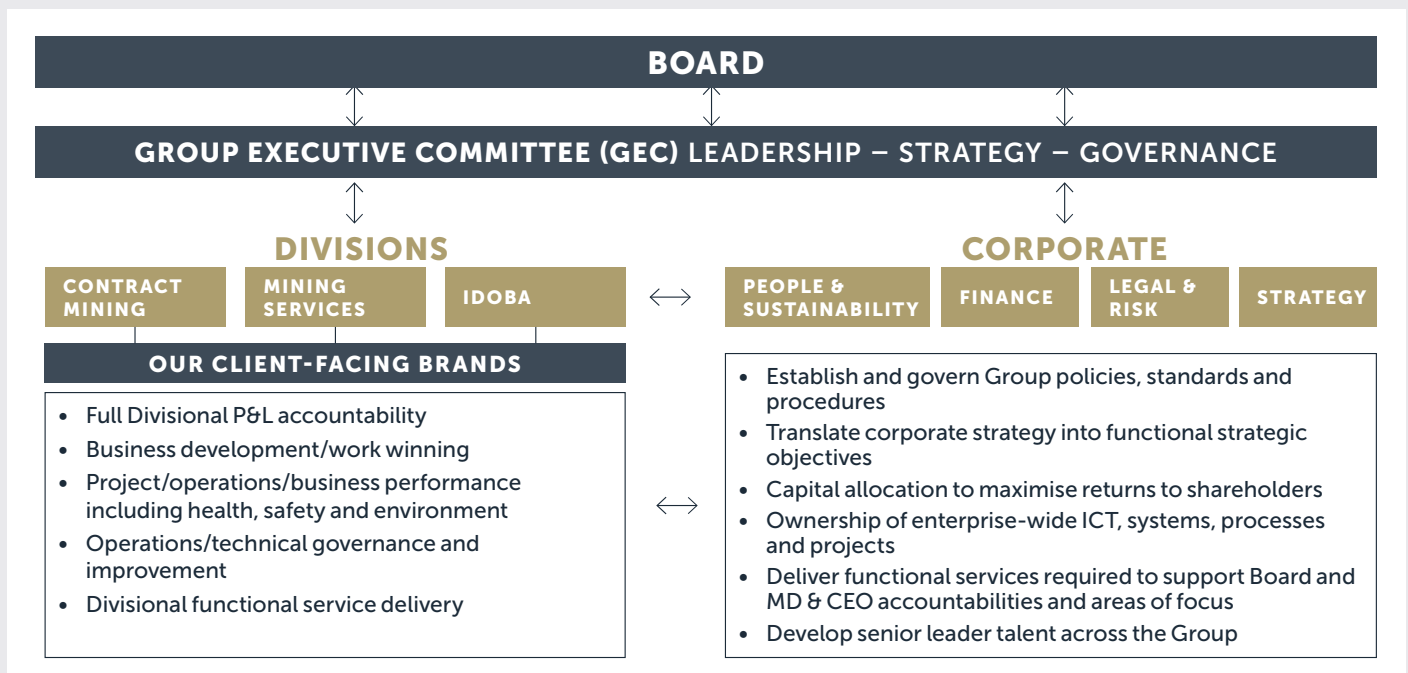 BOARD
GROUP EXECUTIVE COMMITTEE (GEC) LEADERSHIP – STRATEGY – GOVERNANCE
DIVISIONS
CONTRACT
MINING
MINING
SERVICES
IDOBA
OUR CLIENT-FACING BRANDS
• Full Divisional P&L accountability
• Business development/work winning
• Project/operations/business performance
including health, safety and environment
• Operations/technical governance and
improvement
• Divisional functional service delivery
CORPORATE
PEOPLE &
SUSTAINABILITY
FINANCE
LEGAL &
RISK
STRATEGY
• Establish and govern Group policies, standards and
procedures
• Translate corporate strategy into functional strategic
objectives
• Capital allocation to maximise returns to shareholders
• Ownership of enterprise-wide ICT, systems, processes
and projects
• Deliver functional services required to support Board and
MD & CEO accountabilities and areas of focus
• Develop senior leader talent across the Group